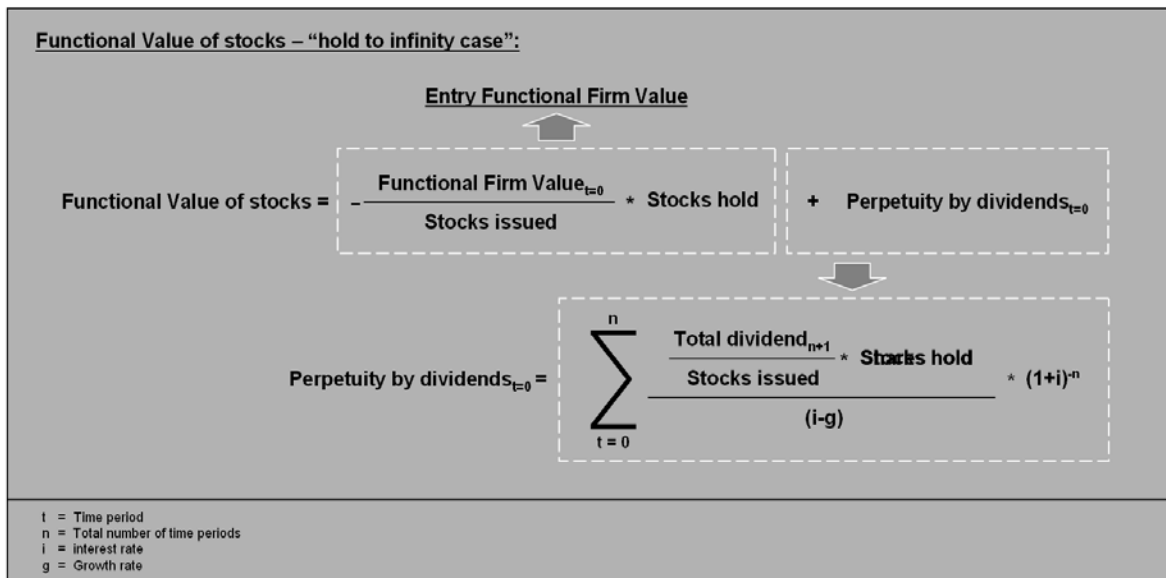 Functional Value of stocks – “hold to infinity case”:
Entry Functional Firm Value
Functional Value of stocks = - Functional Firm Value t=0 / Stocks issued * Stocks hold + Perpetuity by dividends t=0
Perpetuity by dividends t=0 = n ∑ t = 0 Total dividend n+1 / Stocks issued * hold / (i-g) * (1+i)-n
t = Time period
n = Total number of time periods
i = interest rate
g = Growth rate